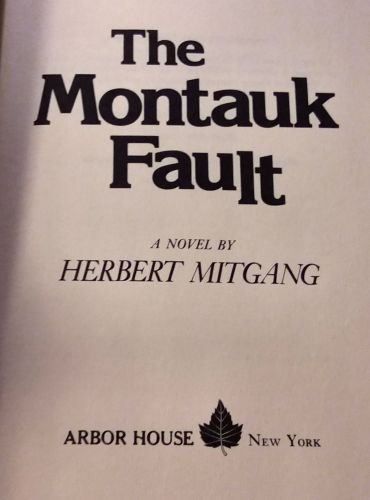 The
Montauk
Fault
A NOVEL BY
HERBERT MITGANG
ARBOR HOUSE NEW YORK